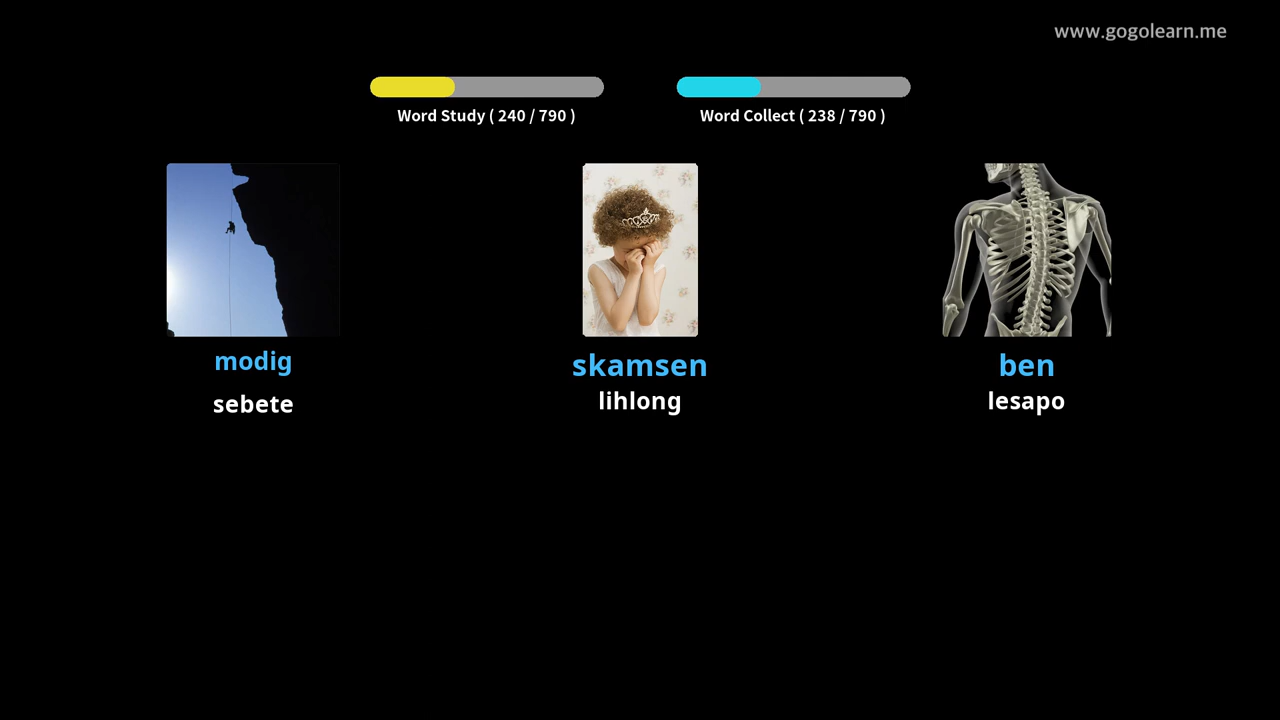 www.gogolearn.me
Word Study ( 240 / 790 )
Word Collect ( 238 / 790 )
modig
skamsen
ben
sebete
lihlong
lesapo